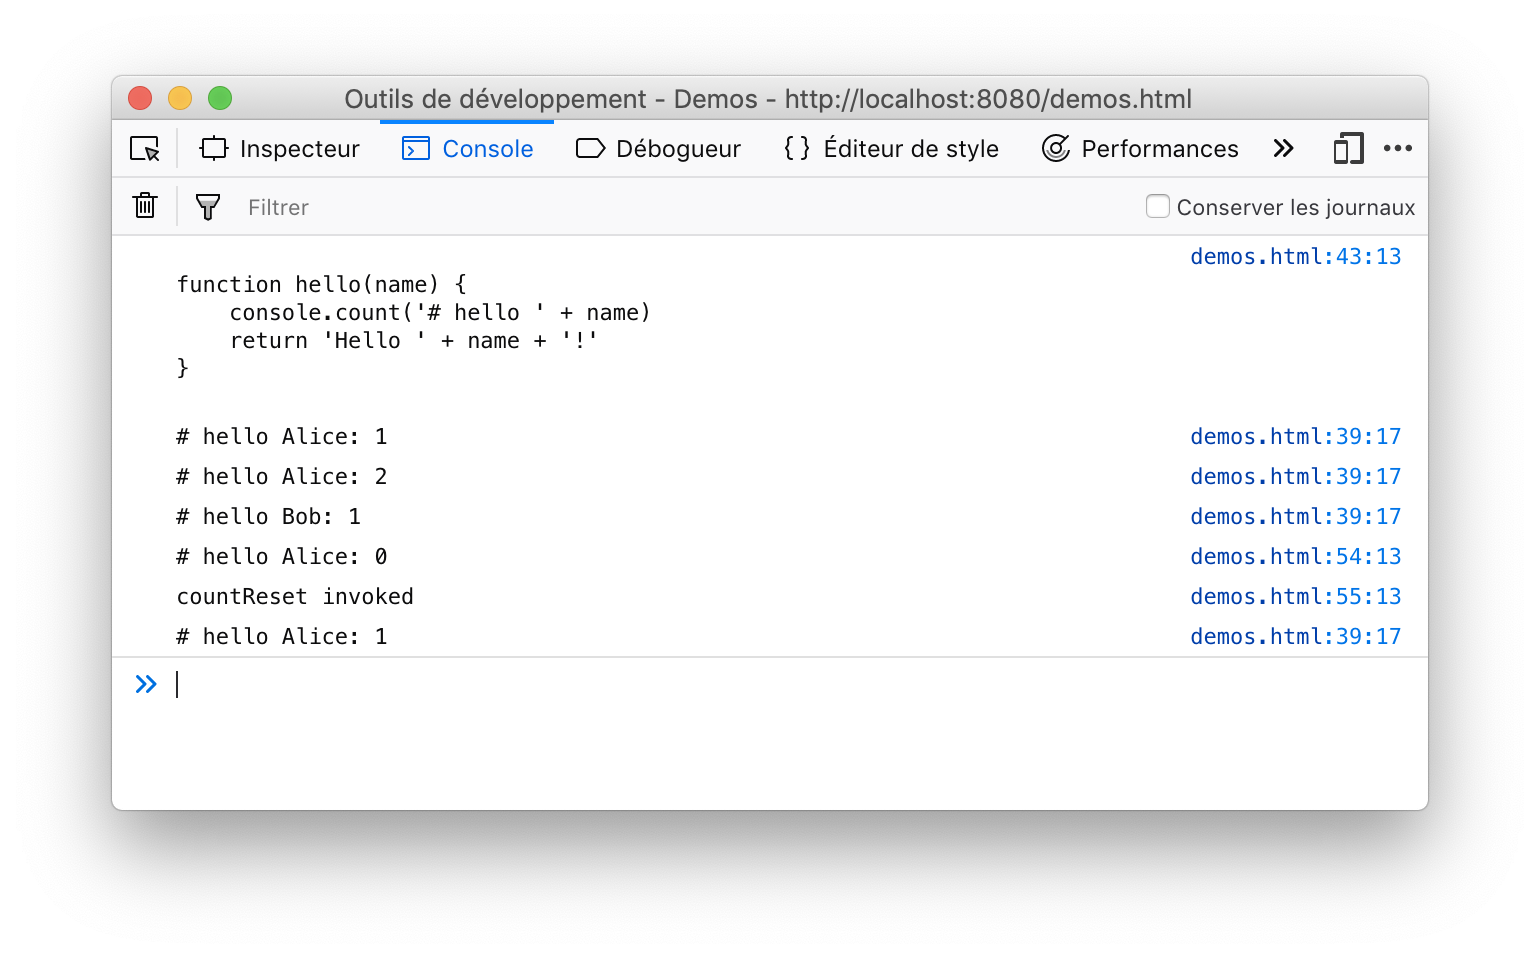 Outils de développement - Demos - http://localhost:8080/demos.html
Inspecteur Console Débogueur { } Éditeur de style Performances
Filtrer Conserver les journaux
demos.html:43:13
function hello(name) {
    console.count('# hello ' + name)
    return 'Hello ' + name + '!'
}
# hello Alice: 1 demos.html:39:17
# hello Alice: 2 demos.html:39:17
# hello Bob: 1 demos.html:39:17
# hello Alice: 0 demos.html:54:13
countReset invoked demos.html:55:13
# hello Alice: 1 demos.html:39:17